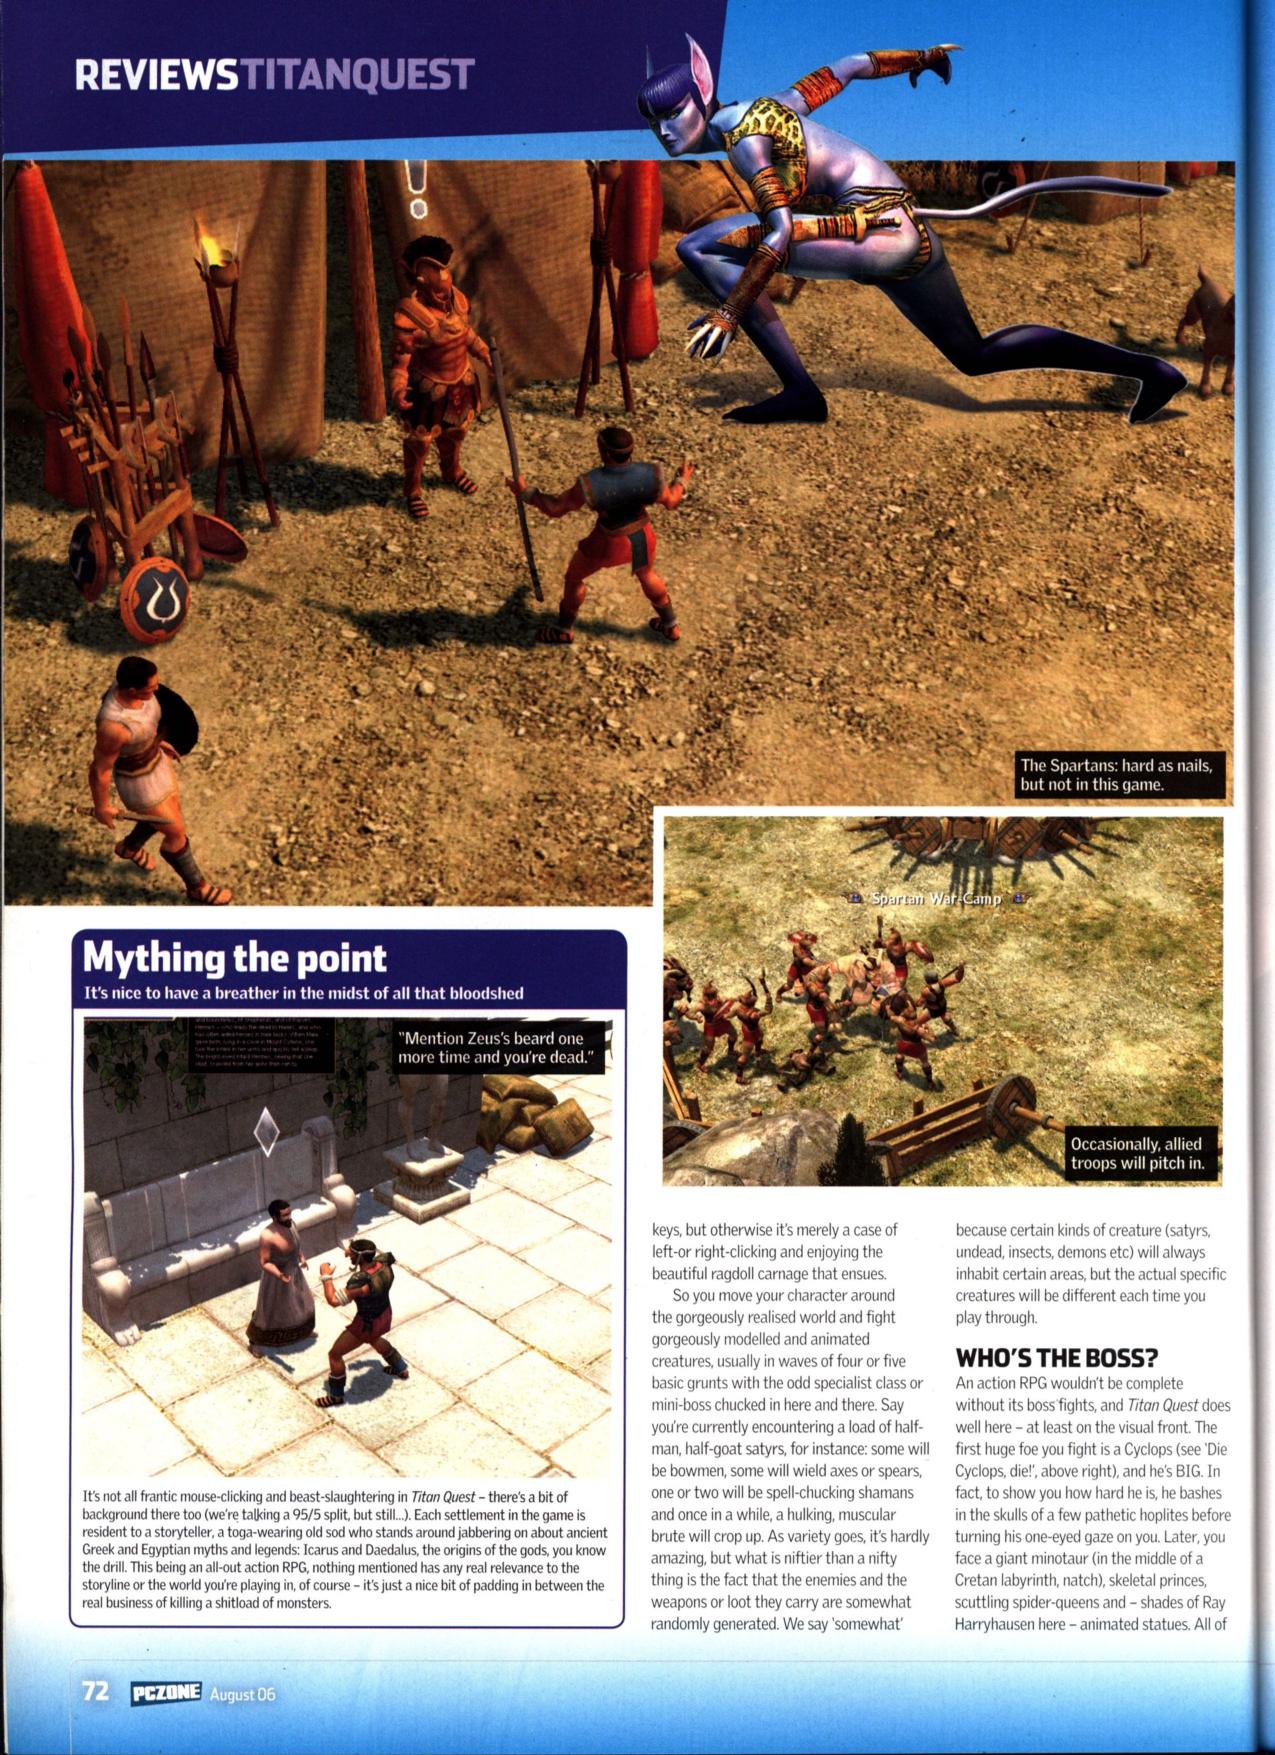 REVIEWSTITANQUEST
The Spartans: hard as nails,
but not in this game.
Spartan War-Camp
Occasionally, allied
troops will pitch in.
Mything the point
It's nice to have a breather in the midst of all that bloodshed
"Mention Zeus's beard one
more time and you're dead."
It's not all frantic mouse-clicking and beast-slaughtering in Titan Quest – there's a bit of
background there too (we're talking a 95/5 split, but still...). Each settlement in the game is
resident to a storyteller, a toga-wearing old sod who stands around jabbering on about ancient
Greek and Egyptian myths and legends: Icarus and Daedalus, the origins of the gods, you know
the drill. This being an all-out action RPG, nothing mentioned has any real relevance to the
storyline or the world you're playing in, of course – it's just a nice bit of padding in between the
real business of killing a shitload of monsters.
keys, but otherwise it's merely a case of
left-or right-clicking and enjoying the
beautiful ragdoll carnage that ensues.
So you move your character around
the gorgeously realised world and fight
gorgeously modelled and animated
creatures, usually in waves of four or five
basic grunts with the odd specialist class or
mini-boss chucked in here and there. Say
you're currently encountering a load of half-
man, half-goat satyrs, for instance: some will
be bowmen, some will wield axes or spears,
one or two will be spell-chucking shamans
and once in a while, a hulking, muscular
brute will crop up. As variety goes, it's hardly
amazing, but what is niftier than a nifty
thing is the fact that the enemies and the
weapons or loot they carry are somewhat
randomly generated. We say 'somewhat'
because certain kinds of creature (satyrs,
undead, insects, demons etc) will always
inhabit certain areas, but the actual specific
creatures will be different each time you
play through.
WHO'S THE BOSS?
An action RPG wouldn't be complete
without its boss fights, and Titan Quest does
well here – at least on the visual front. The
first huge foe you fight is a Cyclops (see 'Die
Cyclops, die!', above right), and he's BIG. In
fact, to show you how hard he is, he bashes
in the skulls of a few pathetic hoplites before
turning his one-eyed gaze on you. Later, you
face a giant minotaur (in the middle of a
Cretan labyrinth, natch), skeletal princes,
scuttling spider-queens and – shades of Ray
Harryhausen here – animated statues. All of
72 PCZONE August 06